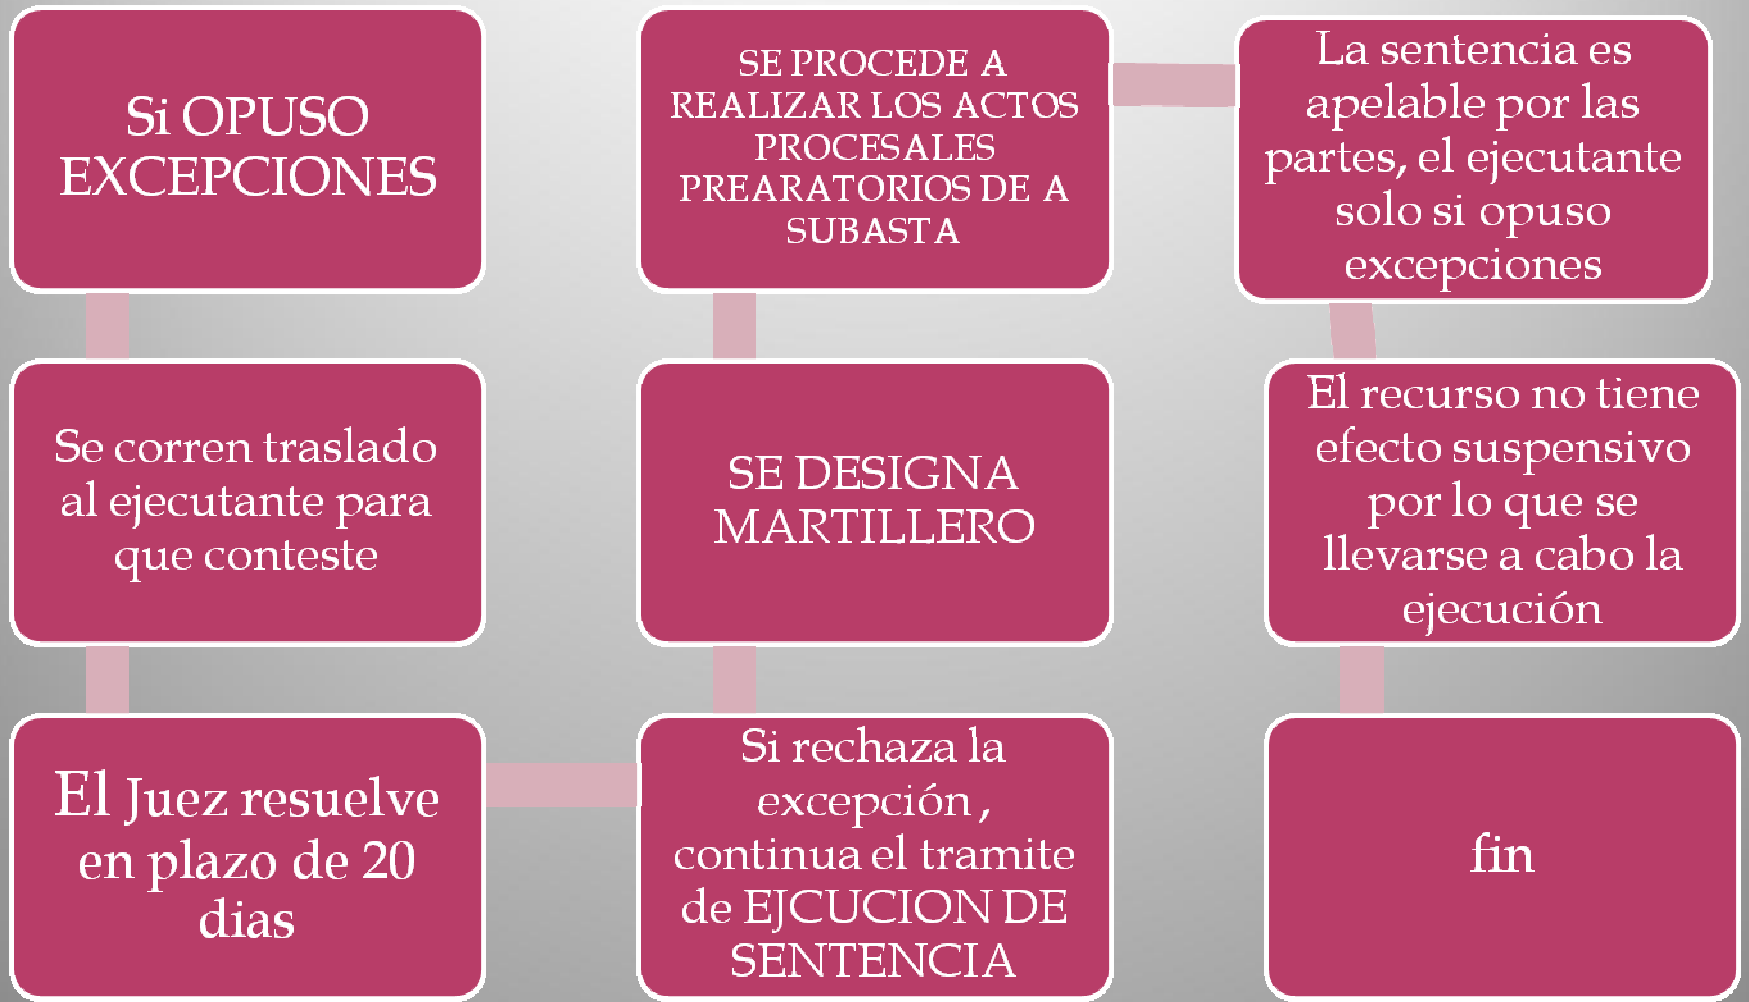 Si OPUSO
EXCEPCIONES
Se corren traslado
al ejecutante para
que conteste
El Juez resuelve
en plazo de 20
dias
Si rechaza la
excepción ,
continua el tramite
de EJCUCION DE
SENTENCIA
SE DESIGNA
MARTILLERO
SE PROCEDE A
REALIZAR LOS ACTOS
PROCESALES
PREARATORIOS DE A
SUBASTA
La sentencia es
apelable por las
partes, el ejecutante
solo si opuso
excepciones
El recurso no tiene
efecto suspensivo
por lo que se
llevarse a cabo la
ejecución
fin